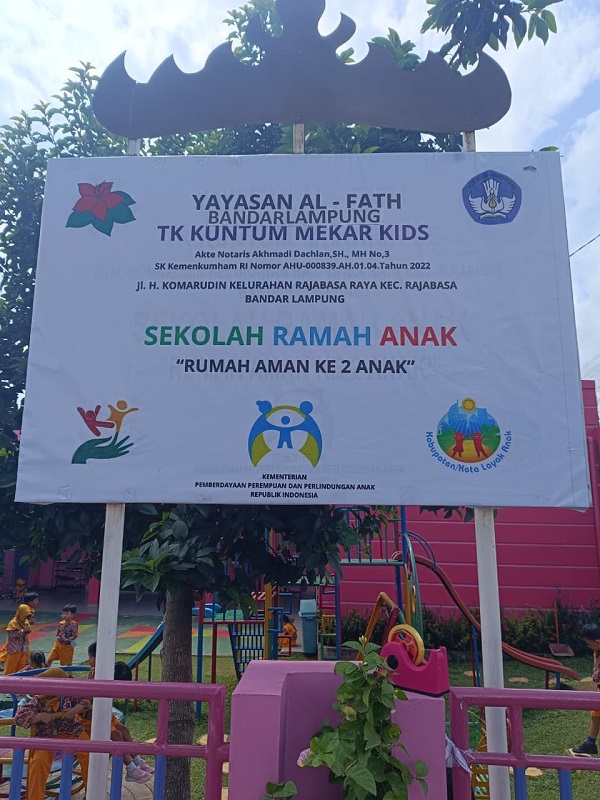 YAYASAN AL - FATH
BANDARLAMPUNG
TK KUNTUM MEKAR KIDS
Akte Notaris Akhmadi Dachlan,SH., MH No,3
SK Kemenkumham RI Nomor AHU-000839.AH.01.04.Tahun 2022
Jl. H. KOMARUDIN KELURAHAN RAJABASA RAYA KEC. RAJABASA
BANDAR LAMPUNG
SEKOLAH RAMAH ANAK
“RUMAH AMAN KE 2 ANAK”
KEMENTERIAN
PEMBERDAYAAN PEREMPUAN DAN PERLINDUNGAN ANAK
REPUBLIK INDONESIA
Kabupaten/Kota Layak Anak